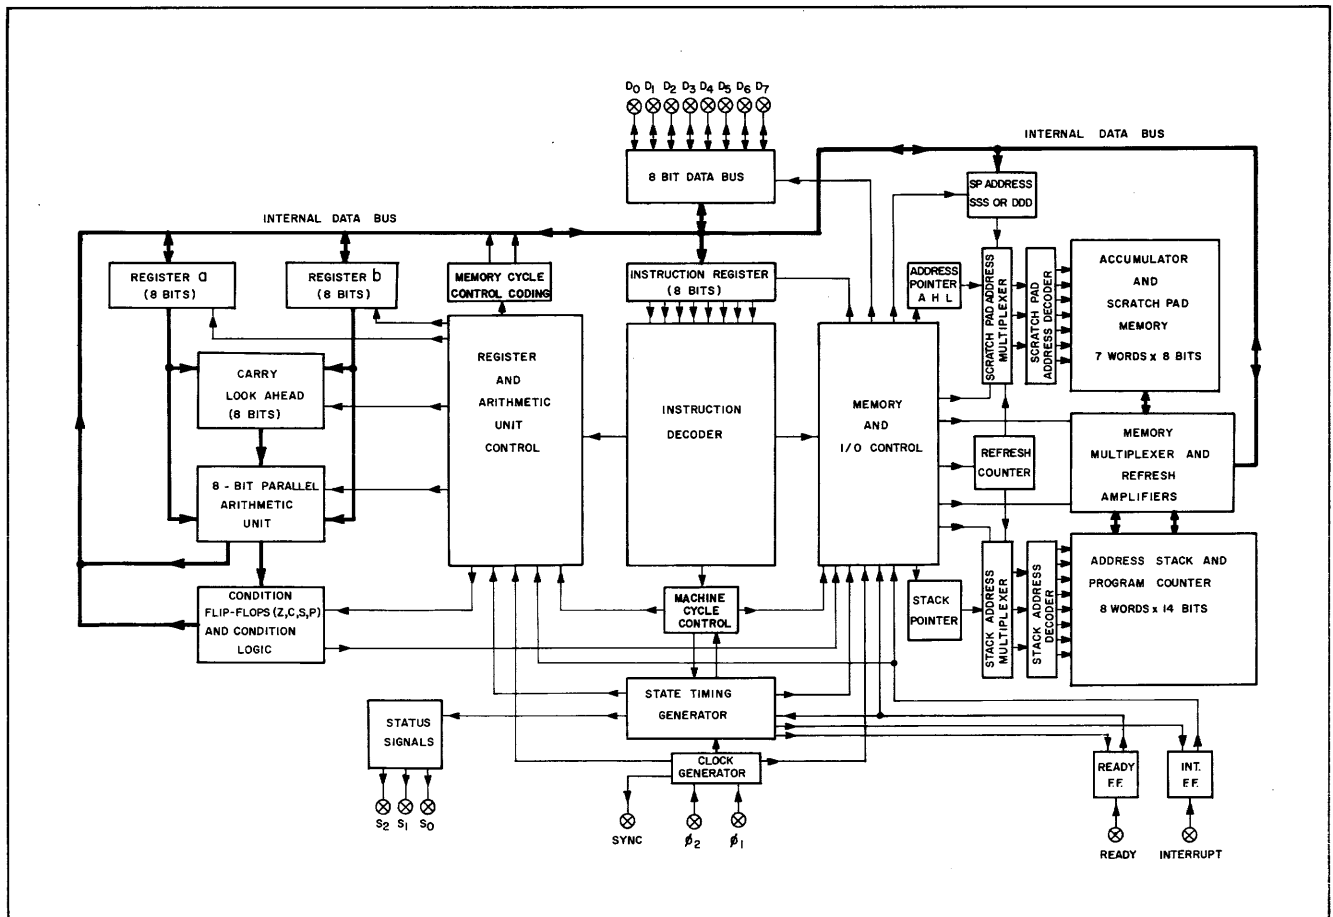 D0 D1 D2 D3 D4 D5 D6 D7
INTERNAL DATA BUS
8 BIT DATA BUS
SP ADDRESS
SSS OR DDD
INTERNAL DATA BUS
REGISTER a
(8 BITS)
REGISTER b
(8 BITS)
MEMORY CYCLE
CONTROL CODING
INSTRUCTION REGISTER
(8 BITS)
ADDRESS
POINTER
A H L
SCRATCH PAD ADDRESS
MULTIPLEXER
SCRATCH PAD
ADDRESS DECODER
ACCUMULATOR
AND
SCRATCH PAD
MEMORY
7 WORDS x 8 BITS
CARRY
LOOK AHEAD
(8 BITS)
REGISTER
AND
ARITHMETIC
UNIT
CONTROL
INSTRUCTION
DECODER
MEMORY
AND
I/O CONTROL
REFRESH
COUNTER
MEMORY
MULTIPLEXER AND
REFRESH
AMPLIFIERS
8 - BIT PARALLEL
ARITHMETIC
UNIT
CONDITION
FLIP-FLOPS (Z,C,S,P)
AND CONDITION
LOGIC
MACHINE
CYCLE
CONTROL
STACK
POINTER
STACK ADDRESS
MULTIPLEXER
STACK ADDRESS
DECODER
ADDRESS STACK AND
PROGRAM COUNTER
8 WORDS x 14 BITS
STATE TIMING
GENERATOR
STATUS
SIGNALS
CLOCK
GENERATOR
READY
F.F.
INT.
F.F.
S2 S1 S0
SYNC
ϕ2
ϕ1
READY
INTERRUPT